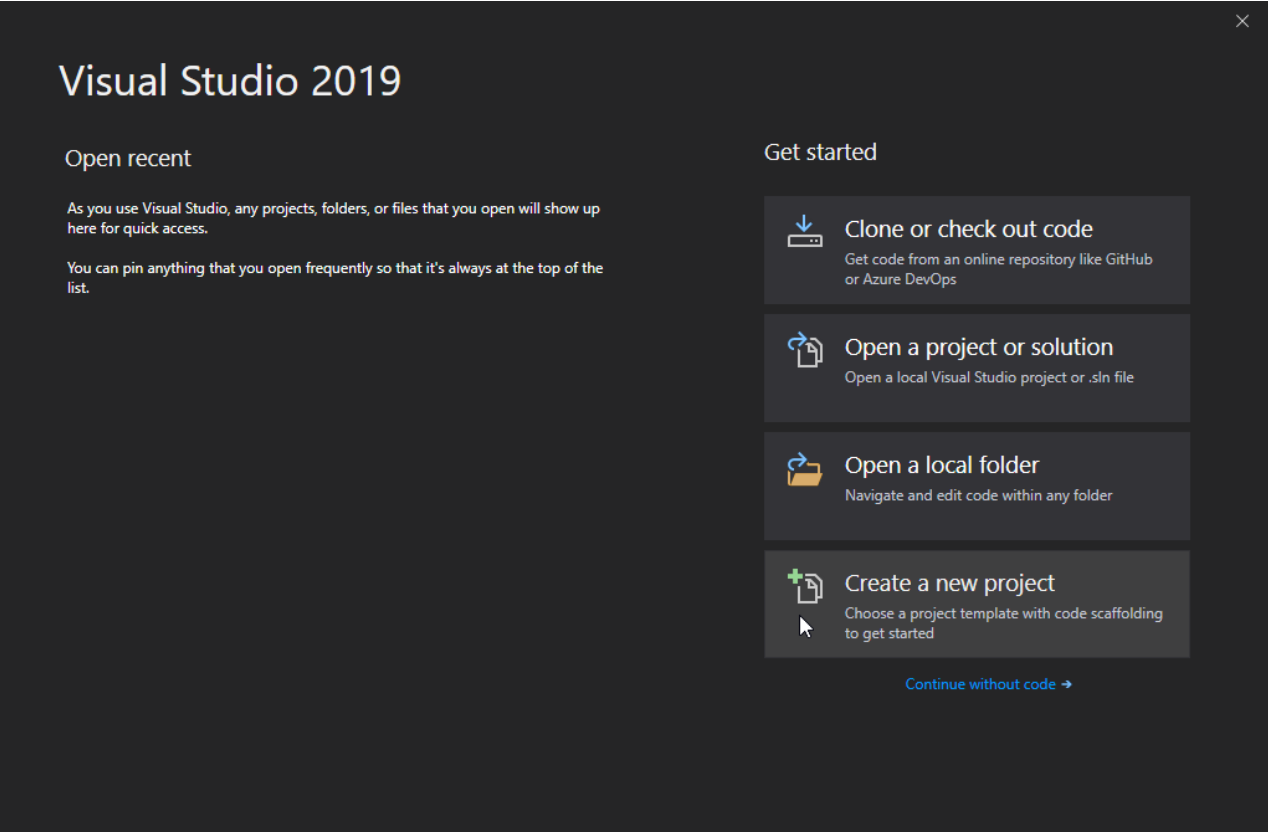 Visual Studio 2019
Open recent
As you use Visual Studio, any projects, folders, or files that you open will show up
here for quick access.
You can pin anything that you open frequently so that it's always at the top of the
list.
Get started
Clone or check out code
Get code from an online repository like GitHub
or Azure DevOps
Open a project or solution
Open a local Visual Studio project or .sln file
Open a local folder
Navigate and edit code within any folder
Create a new project
Choose a project template with code scaffolding
to get started
Continue without code →